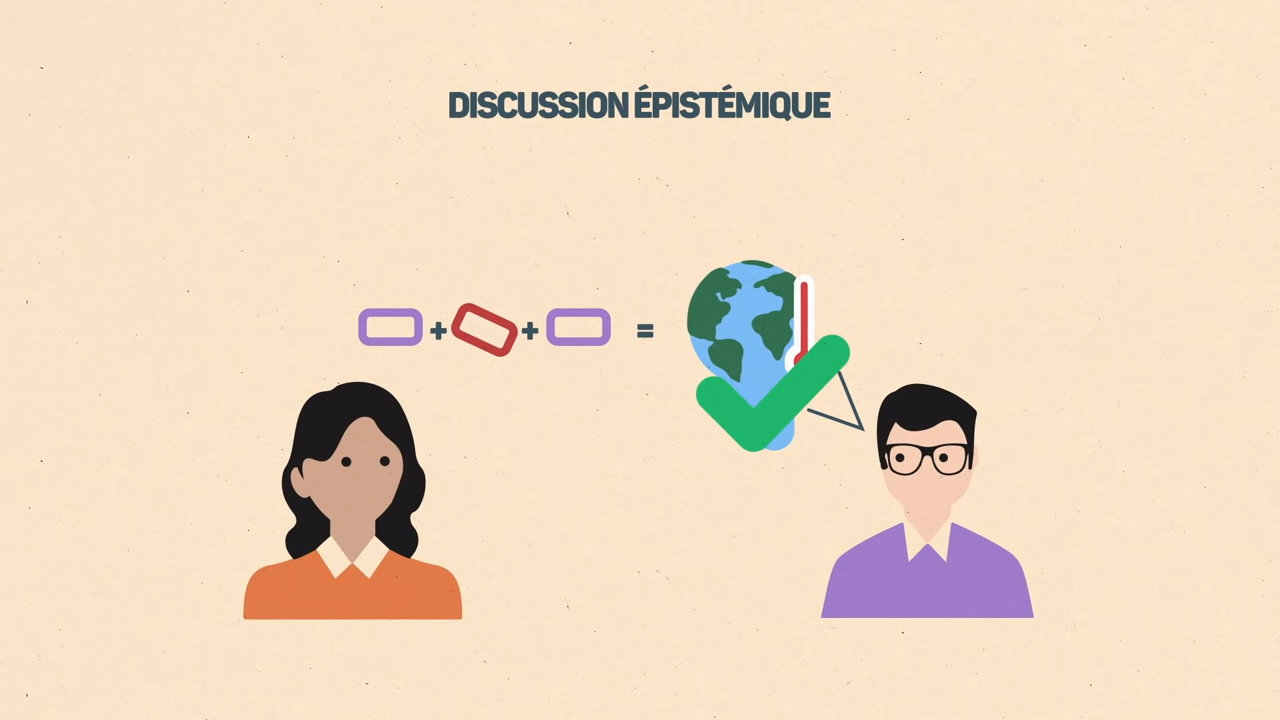 DISCUSSION ÉPISTÉMIQUE
+ + =